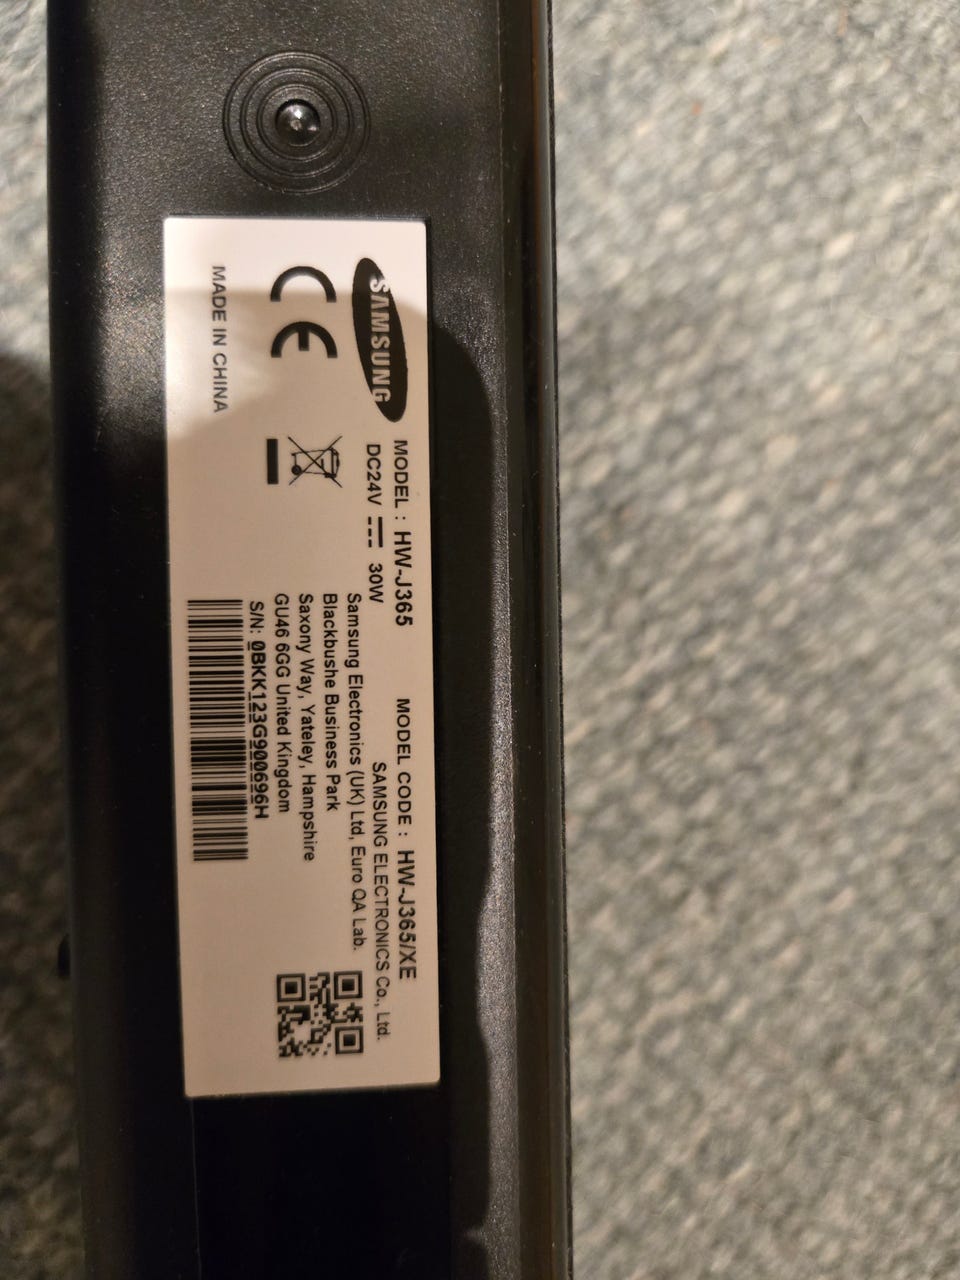 SAMSUNG
MODEL : HW-J365
MODEL CODE : HW-J365/XE
DC24V 30W
SAMSUNG ELECTRONICS Co., Ltd.
Samsung Electronics (UK) Ltd, Euro QA Lab.
Blackbushe Business Park
Saxony Way, Yateley, Hampshire
GU46 6GG United Kingdom
S/N: 0BKK123G900696H
CE
MADE IN CHINA